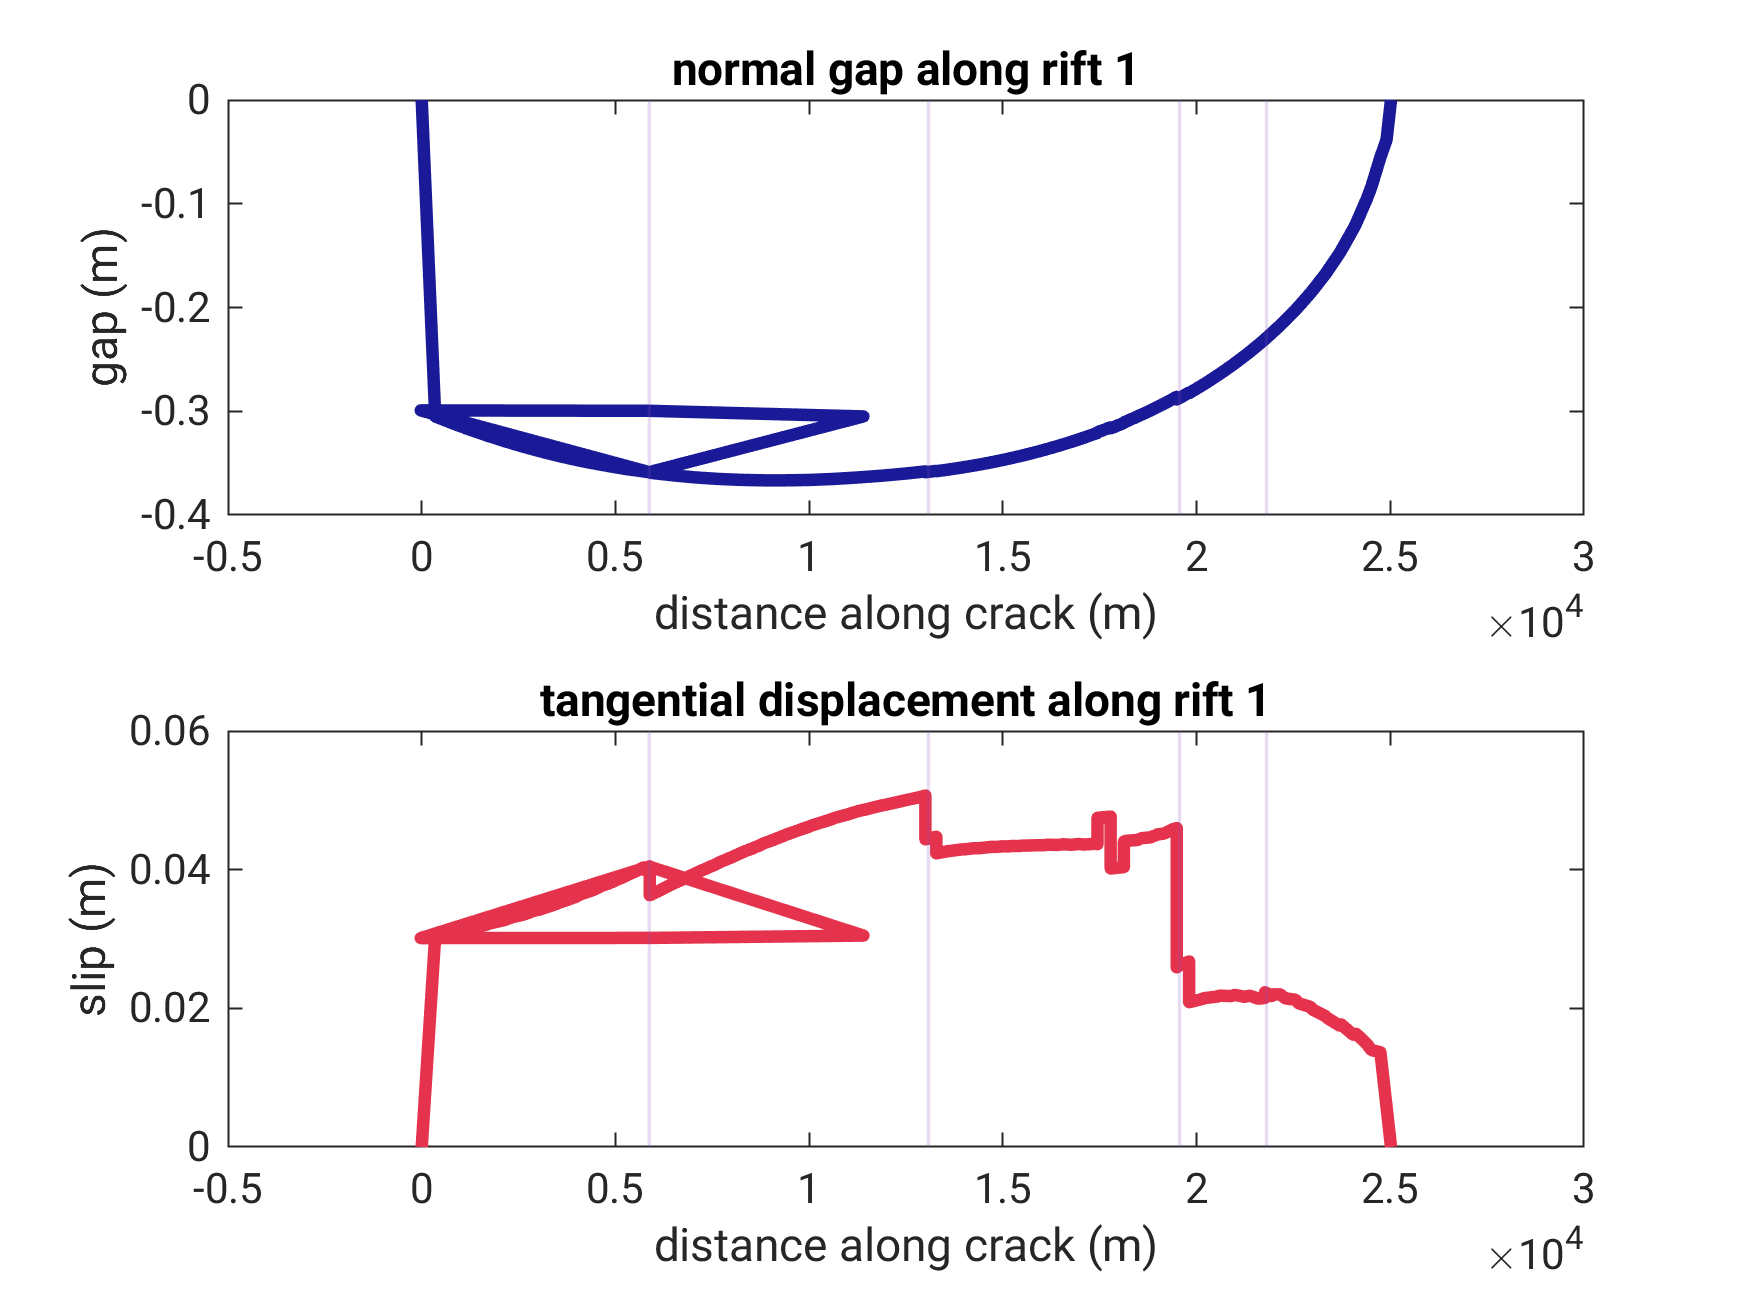 normal gap along rift 1
0
-0.1
-0.2
-0.3
-0.4
gap (m)
-0.5 0 0.5 1 1.5 2 2.5 3
distance along crack (m)
×10^4
tangential displacement along rift 1
0.06
0.04
0.02
0
slip (m)
-0.5 0 0.5 1 1.5 2 2.5 3
distance along crack (m)
×10^4